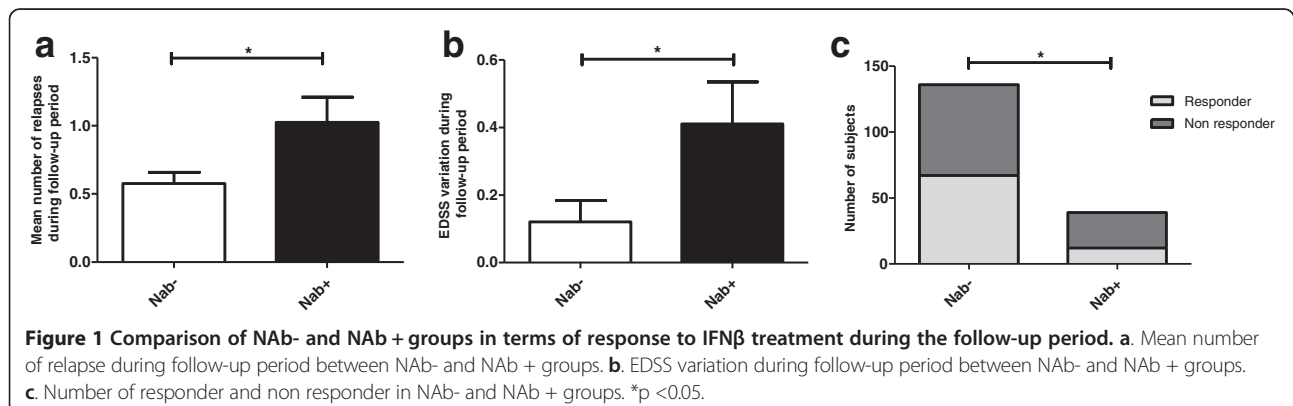 a
*
1.5
1.0
0.5
0.0
Mean number of relapses
during follow-up period
Nab-
Nab+
b
*
0.6
0.4
0.2
0.0
EDSS variation during
follow-up period
Nab-
Nab+
c
*
150
100
50
0
Number of subjects
Nab-
Nab+
Responder
Non responder
Figure 1 Comparison of NAb- and NAb + groups in terms of response to IFNβ treatment during the follow-up period. a. Mean number
of relapse during follow-up period between NAb- and NAb + groups. b. EDSS variation during follow-up period between NAb- and NAb + groups.
c. Number of responder and non responder in NAb- and NAb + groups. *p <0.05.